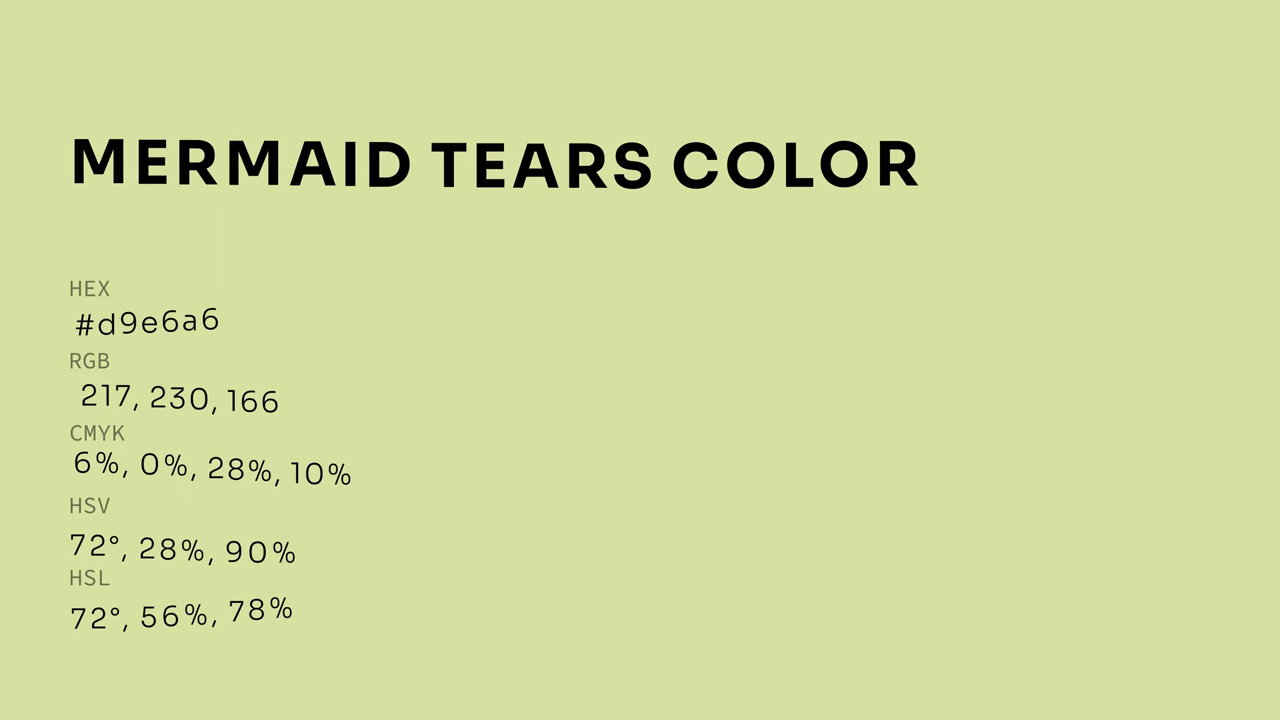 MERMAID TEARS COLOR
HEX
#d9e6a6
RGB
217, 230, 166
CMYK
6%, 0%, 28%, 10%
HSV
72°, 28%, 90%
HSL
72°, 56%, 78%